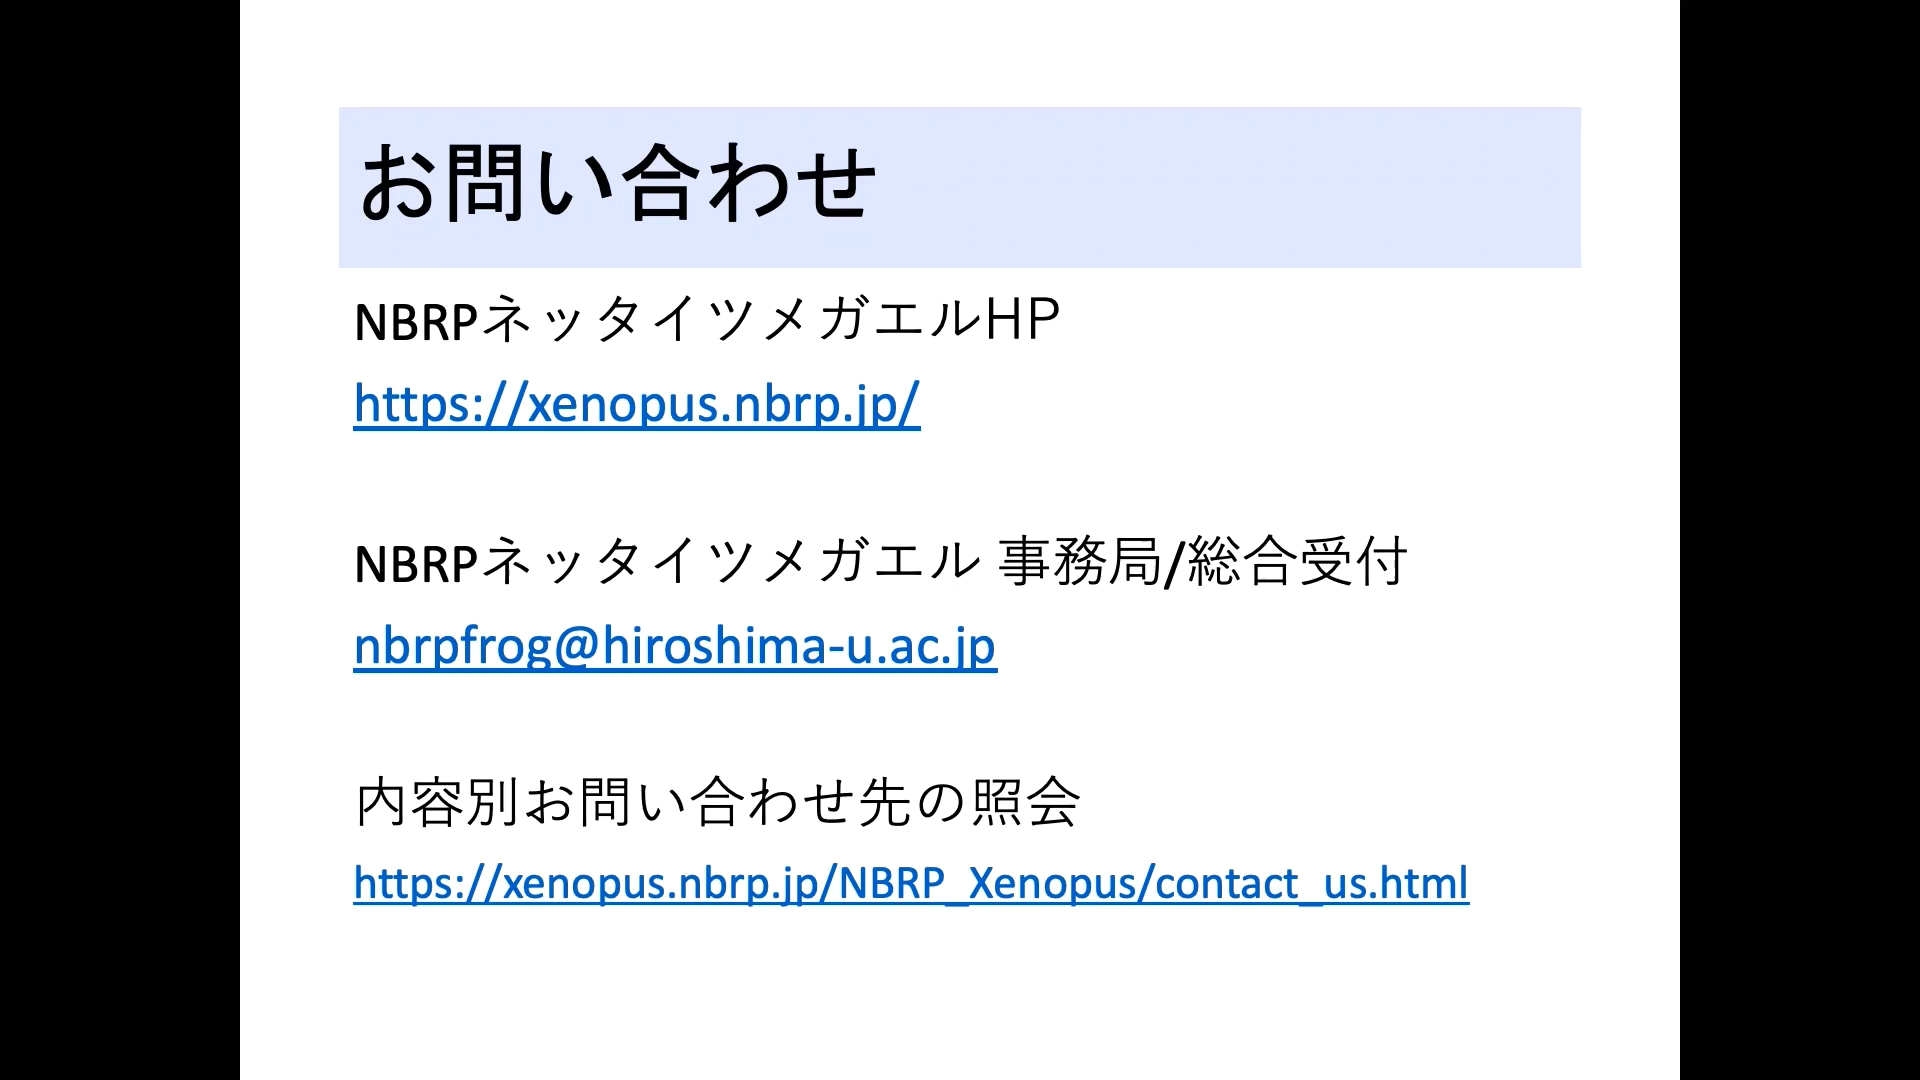 お問い合わせ
NBRPネッタイツメガエルHP
https://xenopus.nbrp.jp/
NBRPネッタイツメガエル 事務局/総合受付
nbrpfrog@hiroshima-u.ac.jp
内容別お問い合わせ先の照会
https://xenopus.nbrp.jp/NBRP_Xenopus/contact_us.html